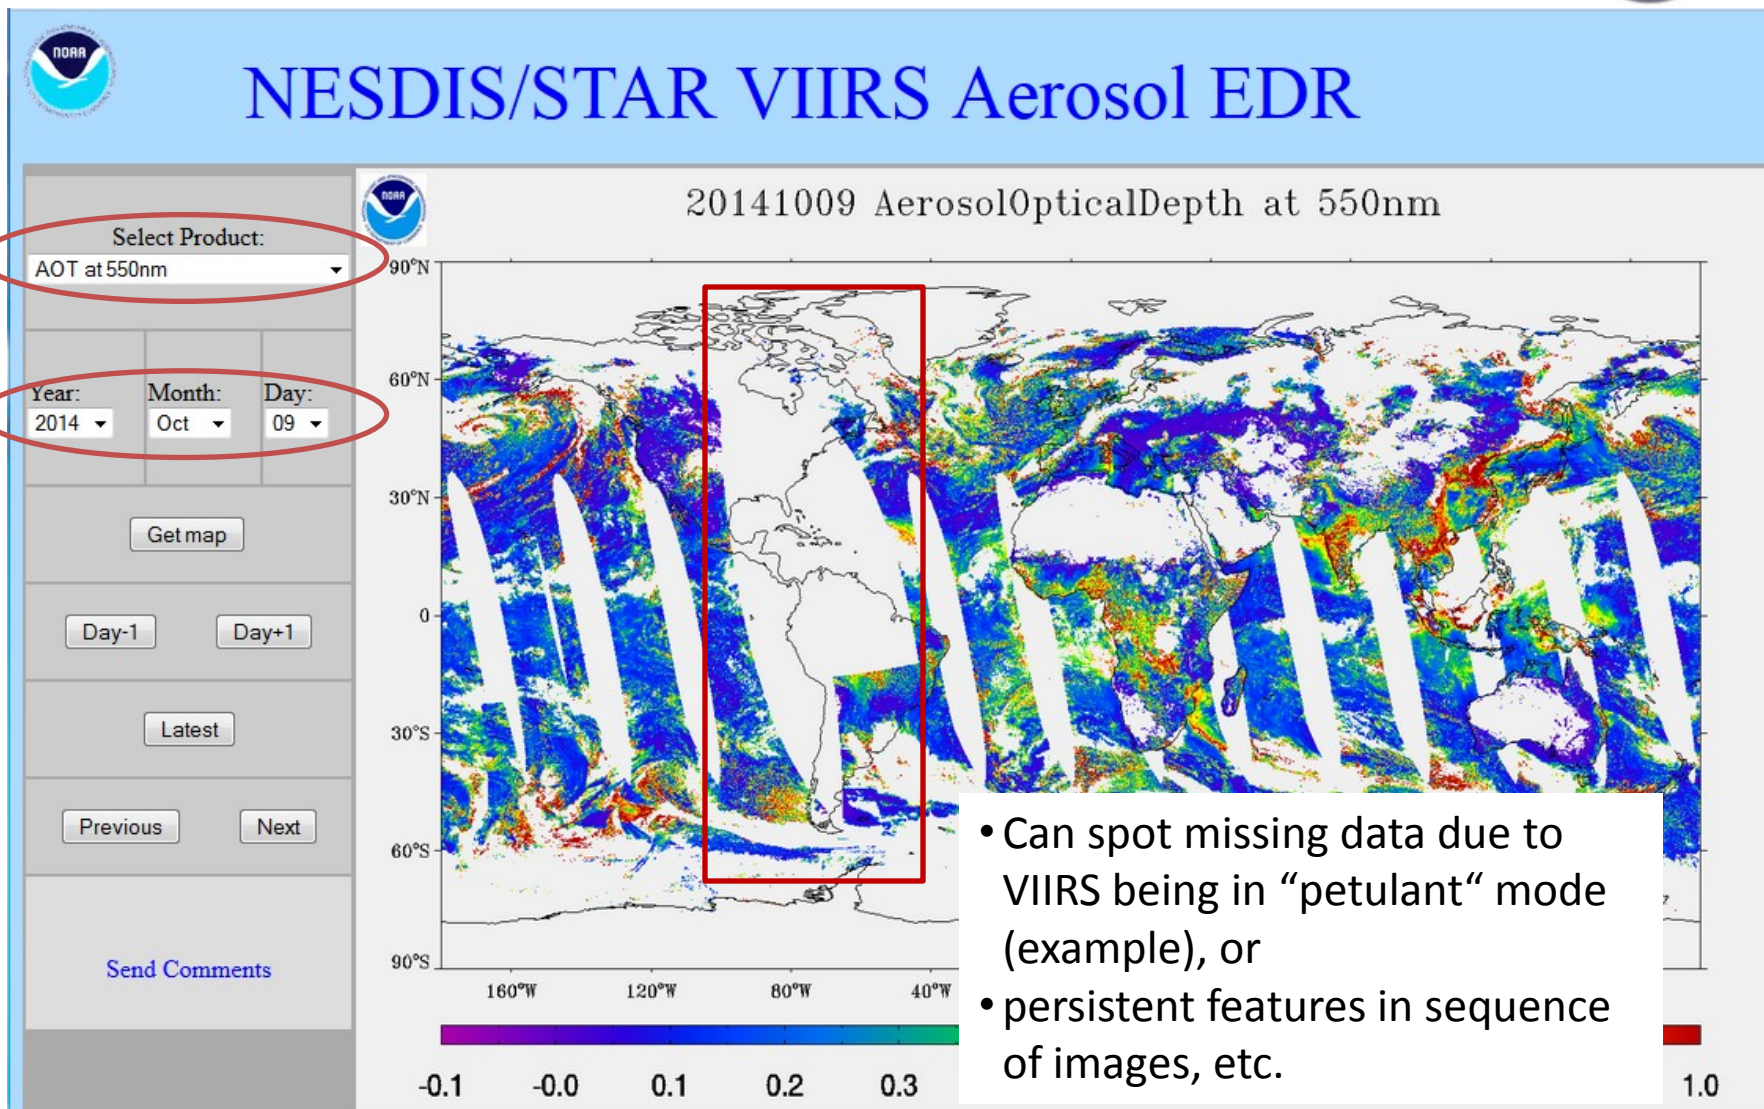 NOAA
NESDIS/STAR VIIRS Aerosol EDR
Select Product:
AOT at 550nm
Year: Month: Day:
2014 Oct 09
Get map
Day-1 Day+1
Latest
Previous Next
Send Comments
NOAA
20141009 AerosolOpticalDepth at 550nm
90°N
60°N
30°N
0
30°S
60°S
90°S
160°W 120°W 80°W 40°W
-0.1 -0.0 0.1 0.2 0.3 1.0
• Can spot missing data due to
VIIRS being in “petulant“ mode
(example), or
• persistent features in sequence
of images, etc.